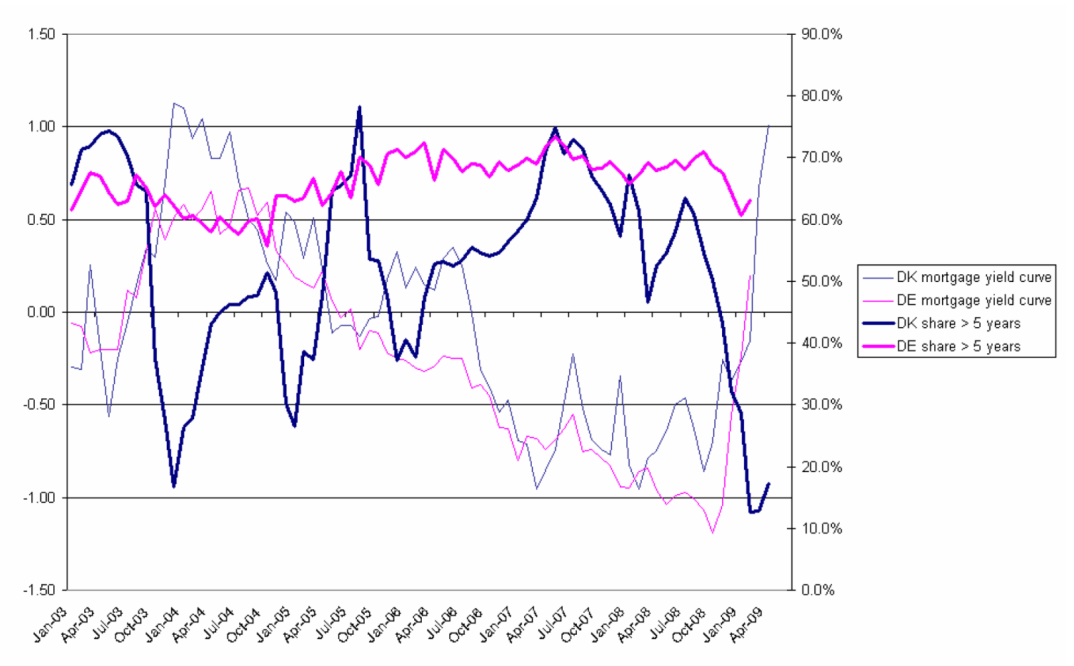 1.50
1.00
0.50
0.00
-0.50
-1.00
-1.50
90.0%
80.0%
70.0%
60.0%
50.0%
40.0%
30.0%
20.0%
10.0%
0.0%
Jan-03
Apr-03
Jul-03
Oct-03
Jan-04
Apr-04
Jul-04
Oct-04
Jan-05
Apr-05
Jul-05
Oct-05
Jan-06
Apr-06
Jul-06
Oct-06
Jan-07
Apr-07
Jul-07
Oct-07
Jan-08
Apr-08
Jul-08
Oct-08
Jan-09
Apr-09
DK mortgage yield curve
DE mortgage yield curve
DK share > 5 years
DE share > 5 years